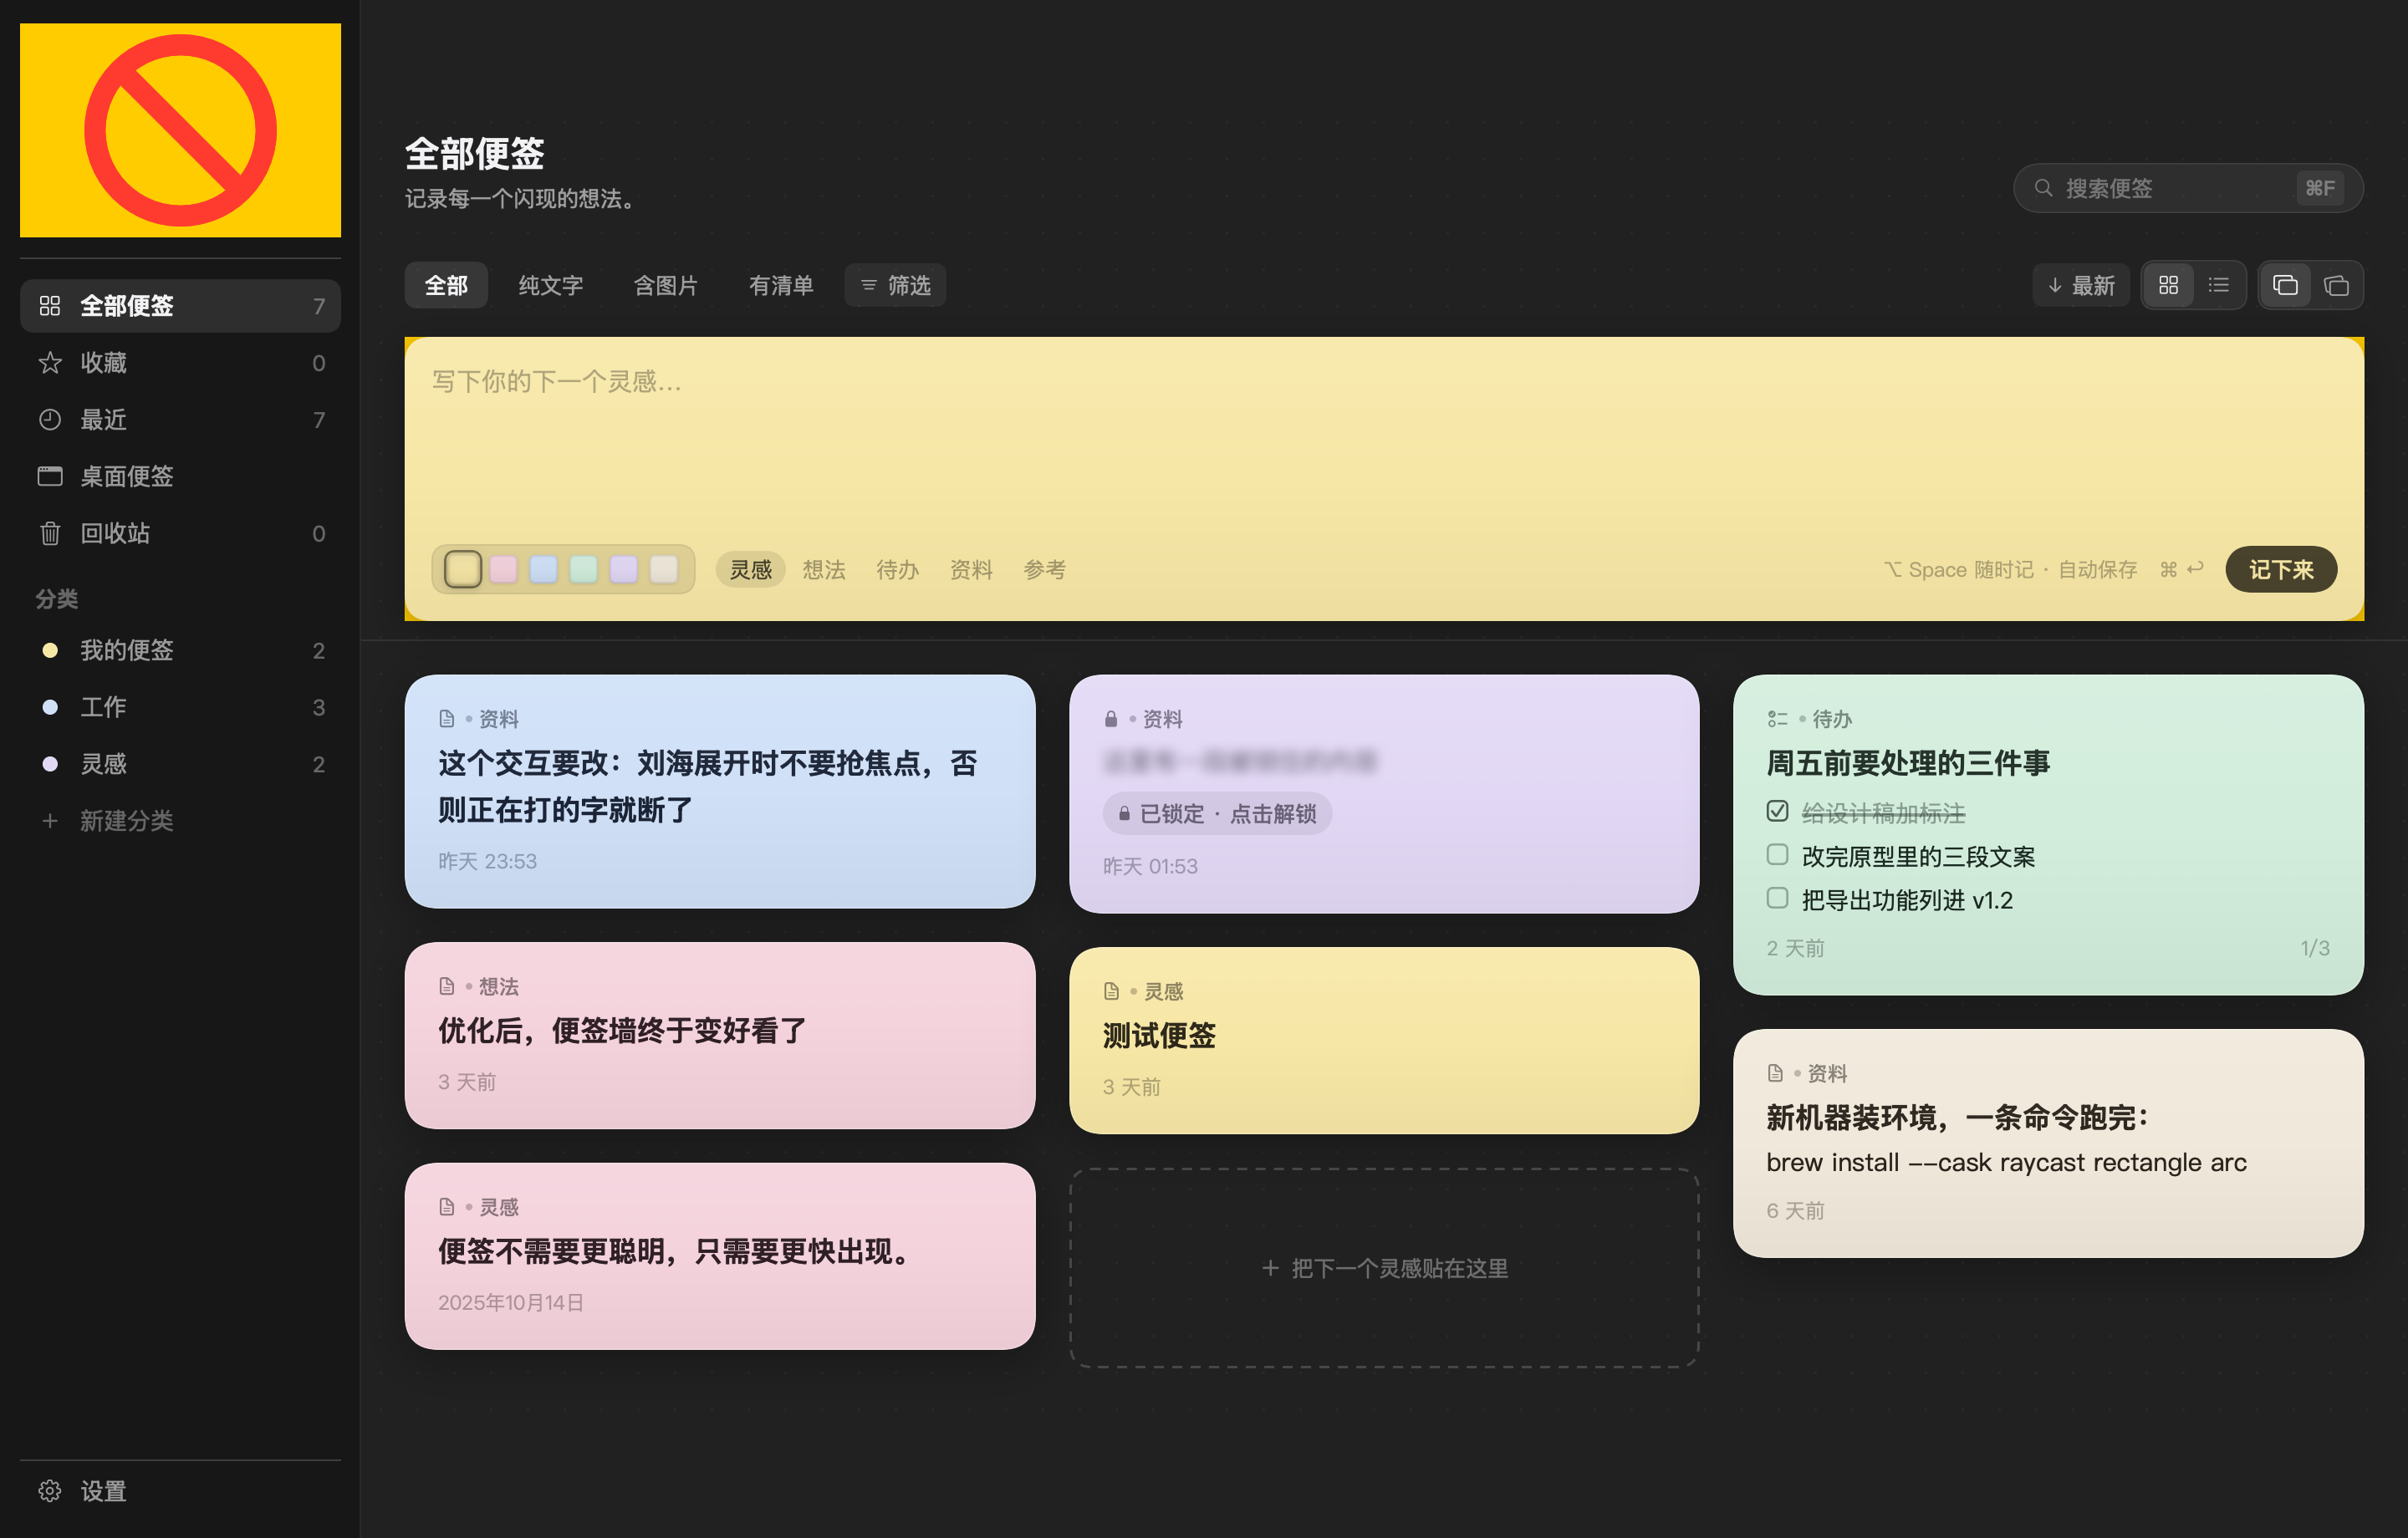 全部便签 7
收藏 0
最近 7
桌面便签
回收站 0
分类
我的便签 2
工作 3
灵感 2
+ 新建分类
设置
全部便签
记录每一个闪现的想法。
搜索便签 ⌘F
全部 纯文字 含图片 有清单 筛选
↓ 最新
写下你的下一个灵感...
灵感 想法 待办 资料 参考
⌥ Space 随时记 · 自动保存 ⌘ ↩ 记下来
• 资料
这个交互要改：刘海展开时不要抢焦点，否
则正在打的字就断了
昨天 23:53
• 想法
优化后，便签墙终于变好看了
3 天前
• 灵感
便签不需要更聪明，只需要更快出现。
2025年10月14日
• 资料
已锁定 · 点击解锁
昨天 01:53
• 灵感
测试便签
3 天前
+ 把下一个灵感贴在这里
• 待办
周五前要处理的三件事
给设计稿加标注
改完原型里的三段文案
把导出功能列进 v1.2
2 天前 1/3
• 资料
新机器装环境，一条命令跑完：
brew install --cask raycast rectangle arc
6 天前